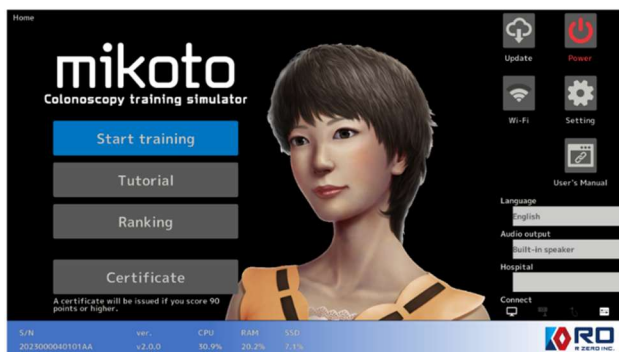 Home
mikoto
Colonoscopy training simulator
Start training
Tutorial
Ranking
Certificate
A certificate will be issued if you score 90
points or higher.
Update
Power
Wi-Fi
Setting
User's Manual
Language
English
Audio output
Built-in speaker
Hospital
Connect
S/N
ver.
CPU
RAM
SSD
2023000040101AA
v2.0.0
30.9%
20.2%
7.1%
RO
R ZERO INC.